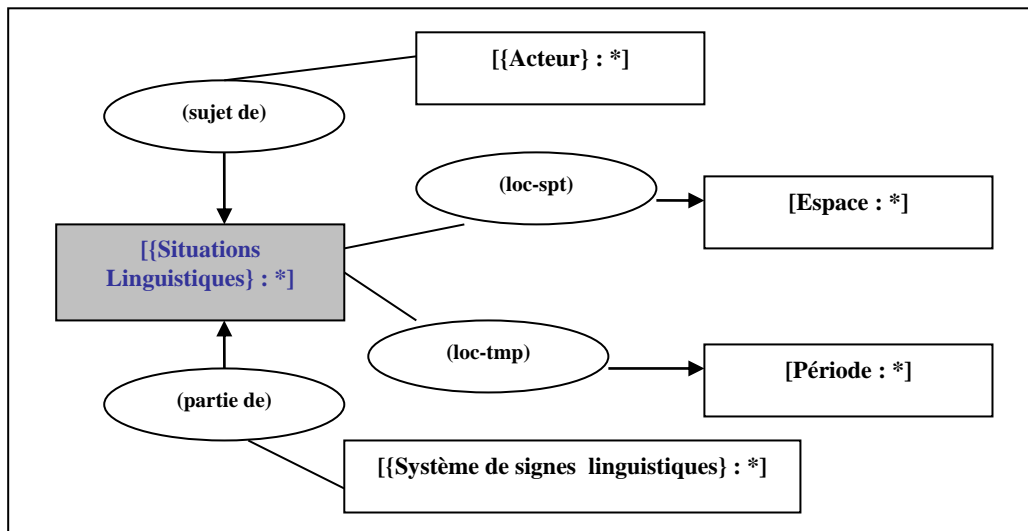 [{Acteur} : *]
(sujet de)
(loc-spt)
[Espace : *]
[{Situations
Linguistiques} : *]
(loc-tmp)
[Période : *]
(partie de)
[{Système de signes linguistiques} : *]